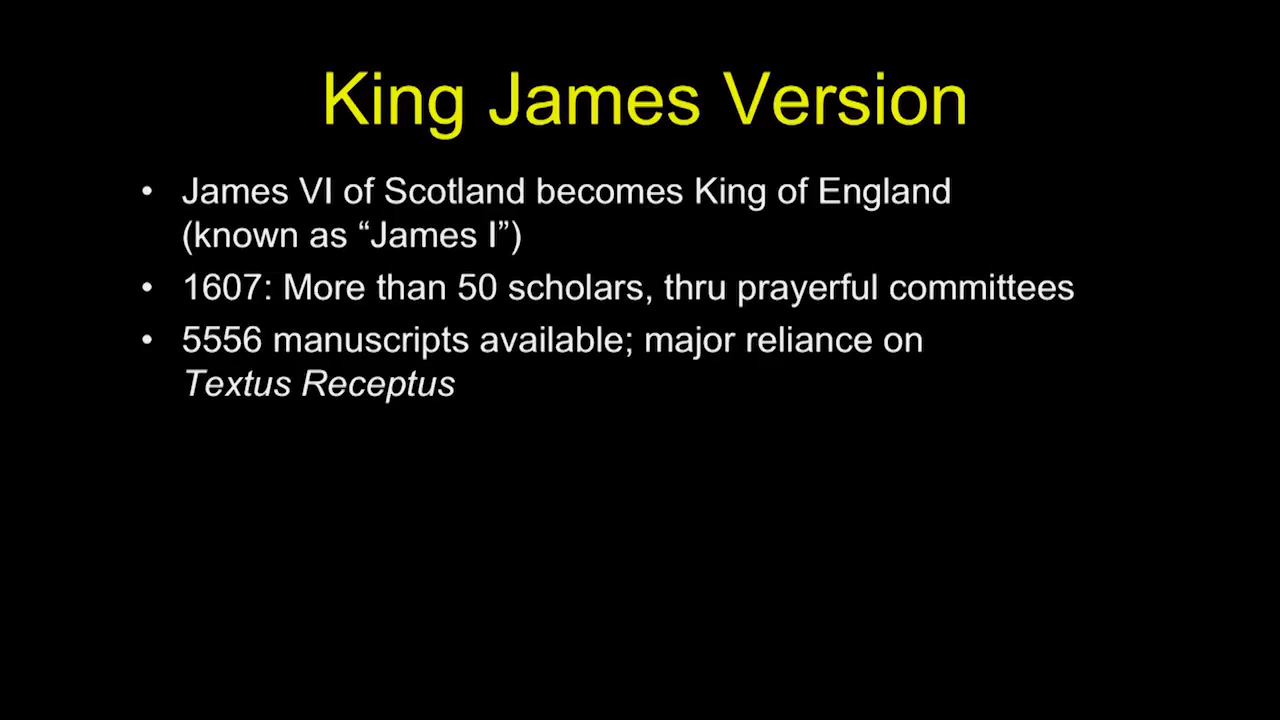 King James Version
• James VI of Scotland becomes King of England
(known as “James I”)
• 1607: More than 50 scholars, thru prayerful committees
• 5556 manuscripts available; major reliance on
Textus Receptus